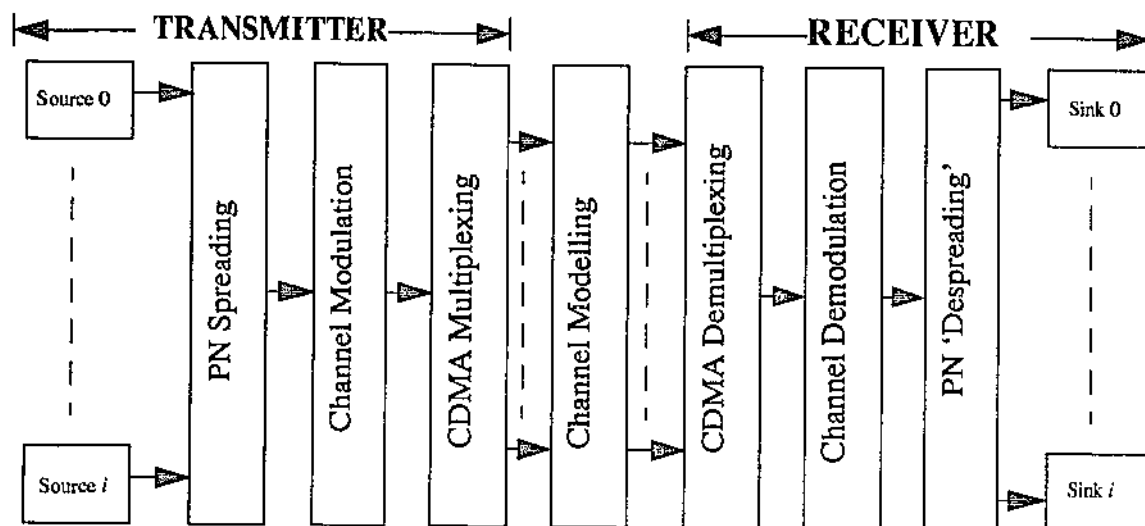 TRANSMITTER
RECEIVER
Source 0
Source i
PN Spreading
Channel Modulation
CDMA Multiplexing
Channel Modelling
CDMA Demultiplexing
Channel Demodulation
PN ‘Despreading’
Sink 0
Sink i